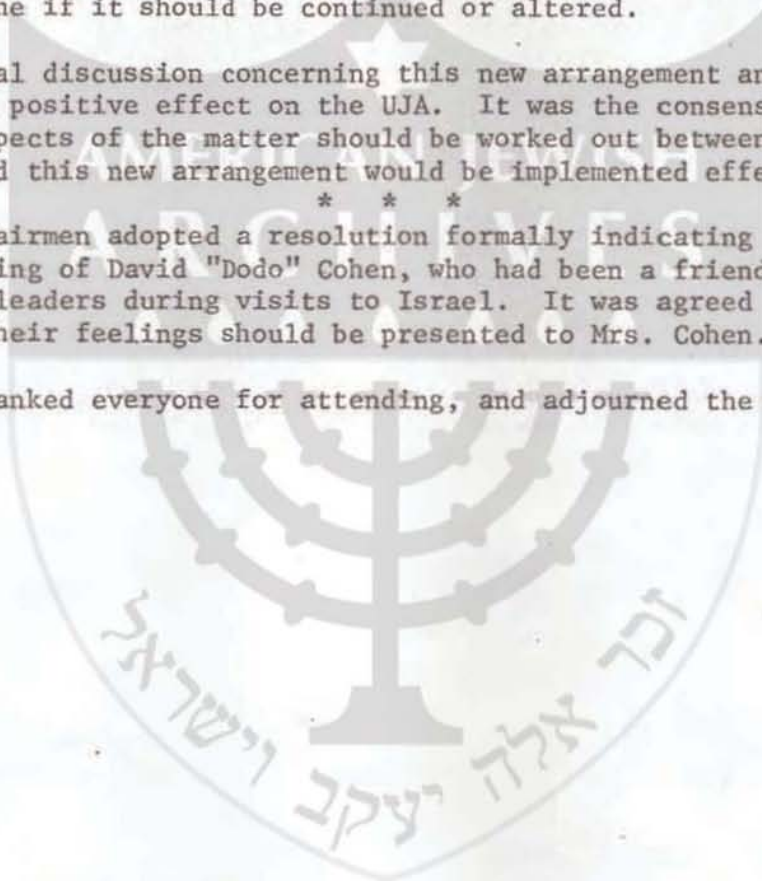 ne if it should be continued or altered.
al discussion concerning this new arrangement an
positive effect on the UJA. It was the consens
pects of the matter should be worked out between
d this new arrangement would be implemented effe
* * *
airmen adopted a resolution formally indicating
ing of David "Dodo" Cohen, who had been a friend
leaders during visits to Israel. It was agreed
heir feelings should be presented to Mrs. Cohen.
anked everyone for attending, and adjourned the
AMERICAN JEWISH
ARCHIVES
זכר אלה יעקב וישראל